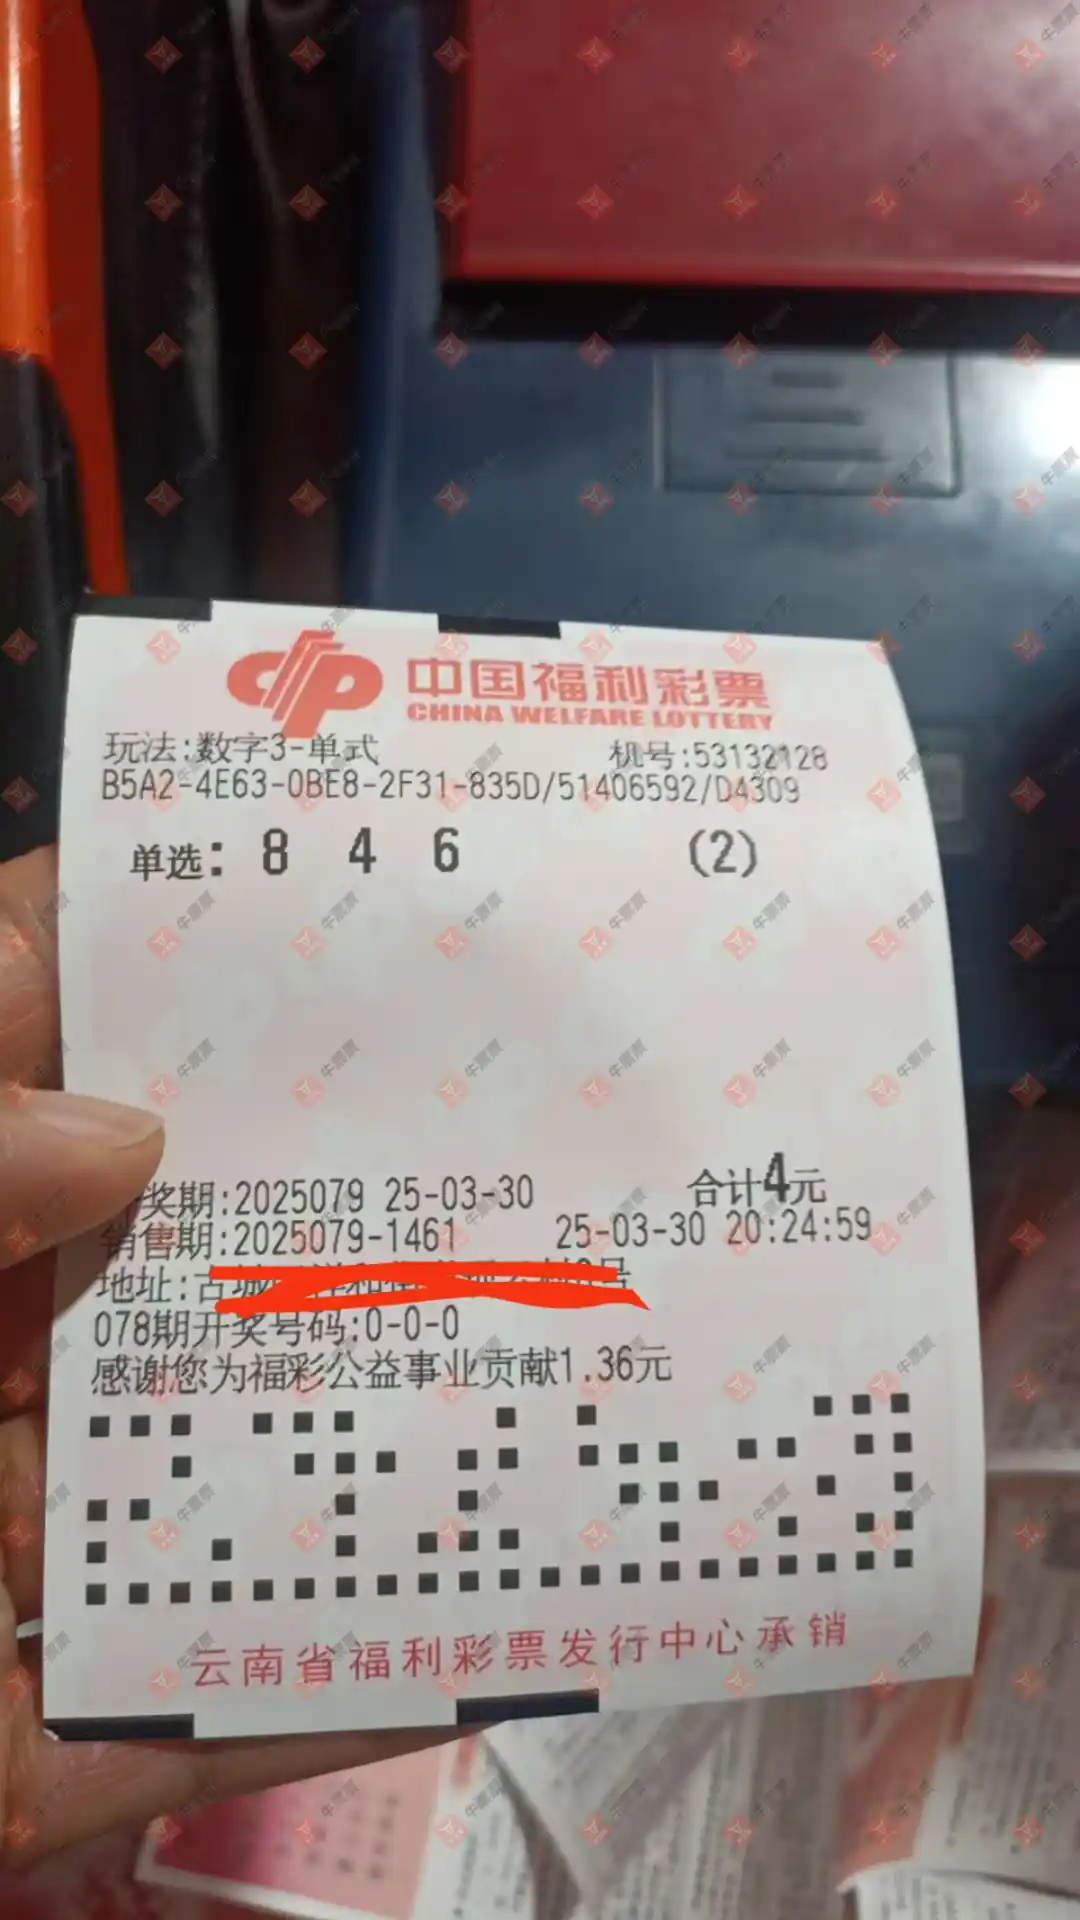 中国福利彩票
CHINA WELFARE LOTTERY
玩法:数字3-单式 机号:53132128
B5A2-4E63-0BE8-2F31-835D/51406592/D4309
单选: 8 4 6 (2)
奖期:2025079 25-03-30 合计4元
销售期:2025079-1461 25-03-30 20:24:59
地址:古城
078期开奖号码:0-0-0
感谢您为福彩公益事业贡献1.36元
云南省福利彩票发行中心承销
牛票票